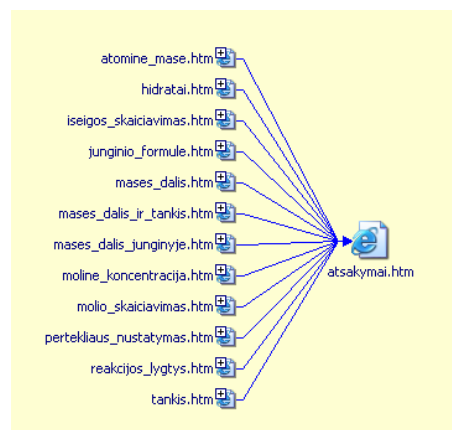 atomine_mase.htm
hidratai.htm
iseigos_skaiciavimas.htm
junginio_formule.htm
mases_dalis.htm
mases_dalis_ir_tankis.htm
mases_dalis_junginyje.htm
moline_koncentracija.htm
molio_skaiciavimas.htm
pertekliaus_nustatymas.htm
reakcijos_lygtys.htm
tankis.htm
atsakymai.htm